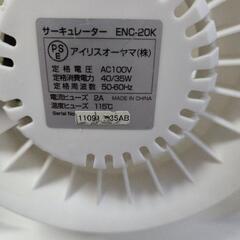 サーキュレーター ENC-20K
PSE
アイリスオーヤマ(株)
定格電圧 AC100V
定格消費電力 40/35W
定格周波数 50-60Hz
電流ヒューズ 2A MADE IN CHINA
温度ヒューズ 115℃
Serial No